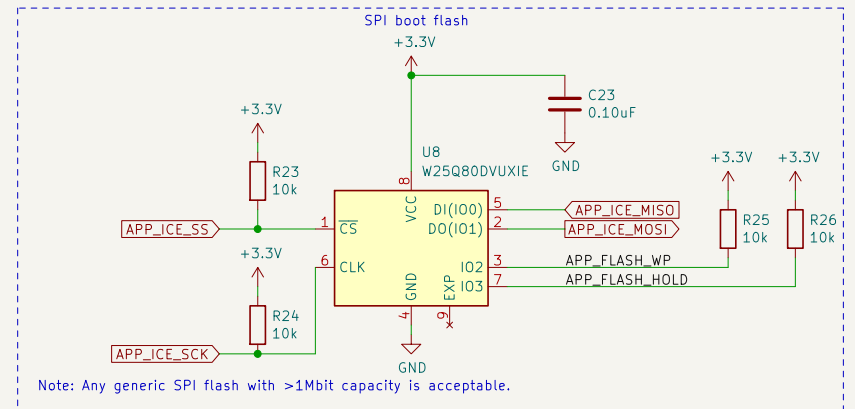 SPI boot flash
+3.3V
C23
0.10uF
GND
+3.3V
R23
10k
U8
W25Q80DVUXIE
+3.3V
+3.3V
8
VCC
APP_ICE_SS
1
CS
DI(IO0)
5
APP_ICE_MISO
DO(IO1)
2
APP_ICE_MOSI
R25
10k
R26
10k
+3.3V
6
CLK
IO2
3
APP_FLASH_WP
IO3
7
APP_FLASH_HOLD
GND
EXP
4
9
R24
10k
APP_ICE_SCK
GND
Note: Any generic SPI flash with >1Mbit capacity is acceptable.